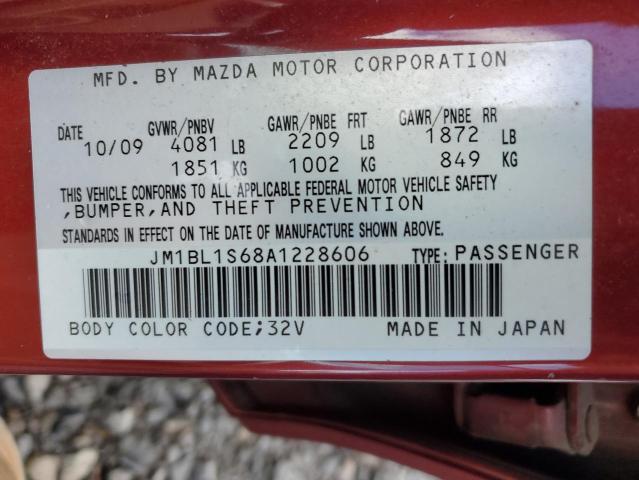 MFD. BY MAZDA MOTOR CORPORATION
DATE GVWR/PNBV GAWR/PNBE FRT GAWR/PNBE RR
10/09 4081 LB 2209 LB 1872 LB
1851 KG 1002 KG 849 KG
THIS VEHICLE CONFORMS TO ALL APPLICABLE FEDERAL MOTOR VEHICLE SAFETY
,BUMPER,AND THEFT PREVENTION
STANDARDS IN EFFECT ON THE DATE OF MANUFACTURE SHOWN ABOVE.
JM1BL1S68A1228606 TYPE:PASSENGER
BODY COLOR CODE;32V MADE IN JAPAN